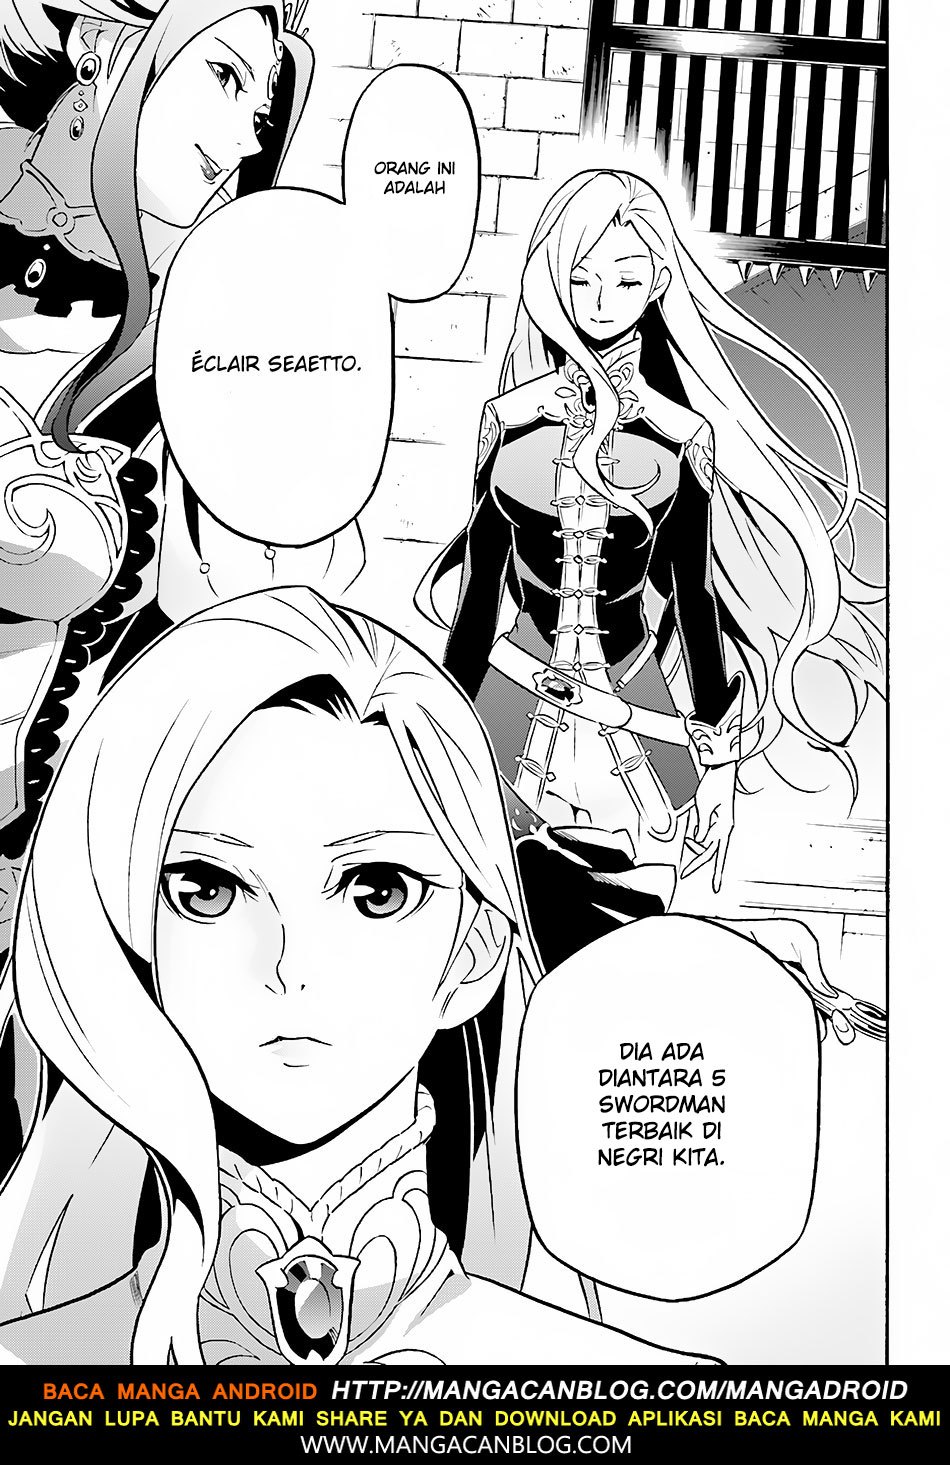 ORANG INI
ADALAH
ÉCLAIR SEAETTO.
DIA ADA
DIANTARA 5
SWORDMAN
TERBAIK DI
NEGRI KITA.
BACA MANGA ANDROID HTTP://MANGACANBLOG.COM/MANGADROID
JANGAN LUPA BANTU KAMI SHARE YA DAN DOWNLOAD APLIKASI BACA MANGA KAMI
WWW.MANGACANBLOG.COM